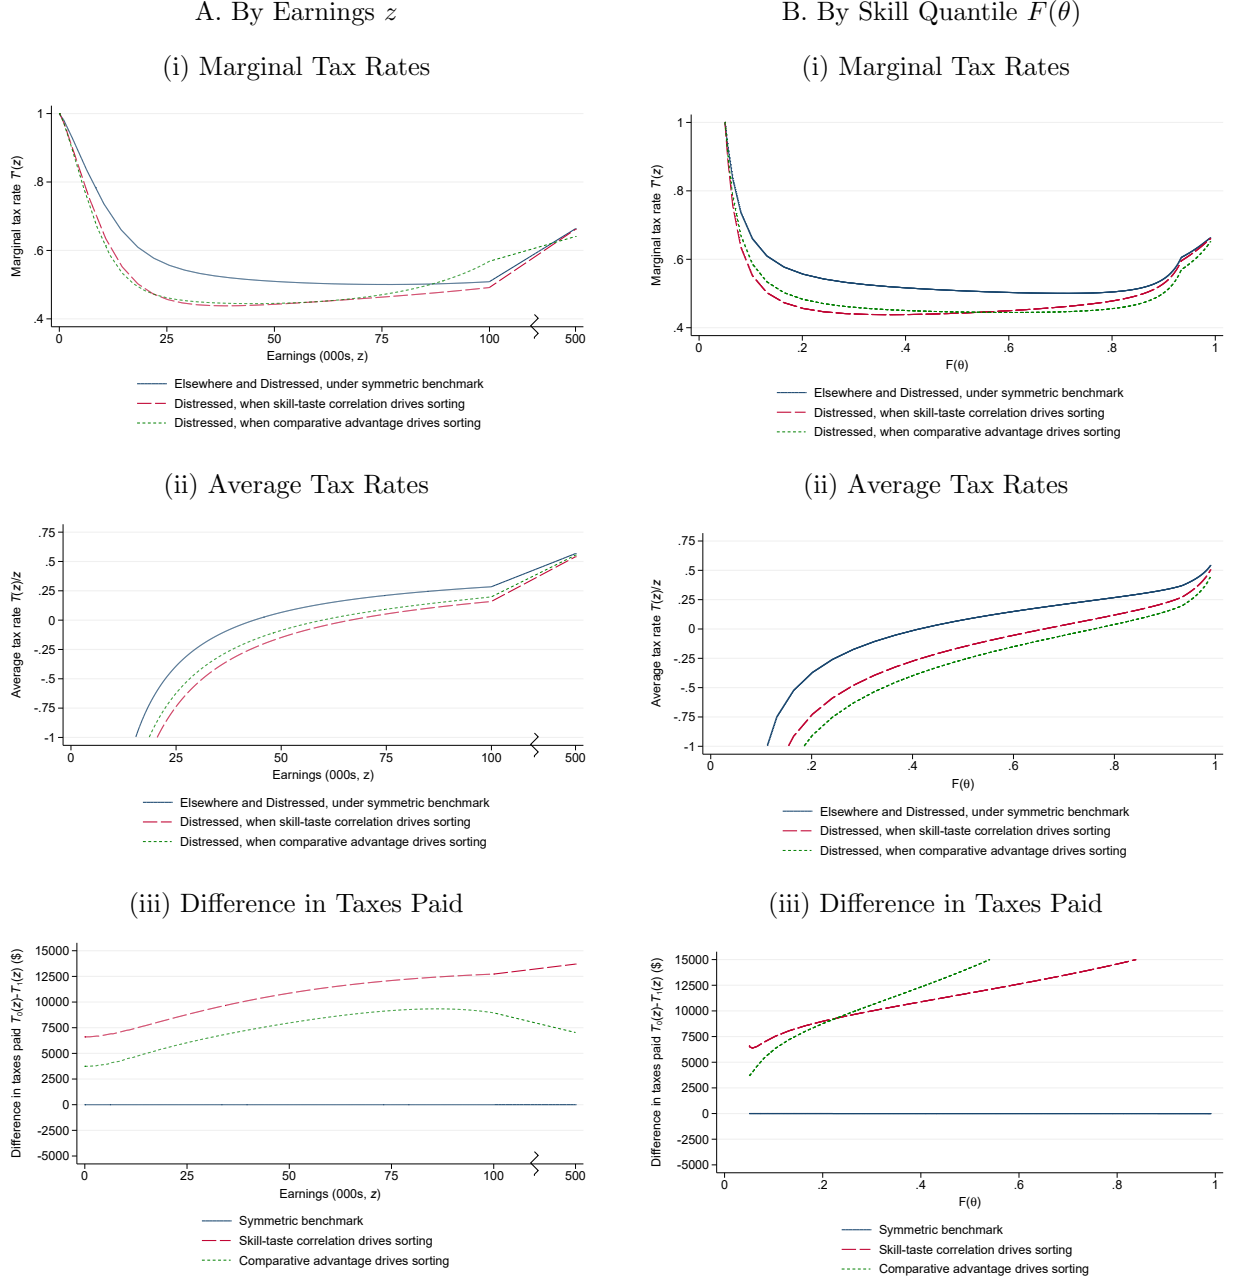 A. By Earnings z
(i) Marginal Tax Rates
Marginal tax rate T'(z)
1
.8
.6
.4
0
25
50
75
100
500
Earnings (000s, z)
Elsewhere and Distressed, under symmetric benchmark
Distressed, when skill-taste correlation drives sorting
Distressed, when comparative advantage drives sorting
(ii) Average Tax Rates
Average tax rate T(z)/z
.75
.5
.25
0
-.25
-.5
-.75
-1
0
25
50
75
100
500
Earnings (000s, z)
Elsewhere and Distressed, under symmetric benchmark
Distressed, when skill-taste correlation drives sorting
Distressed, when comparative advantage drives sorting
(iii) Difference in Taxes Paid
Difference in taxes paid T₀(z)-T₁(z) ($)
15000
12500
10000
7500
5000
2500
0
-2500
-5000
0
25
50
75
100
500
Earnings (000s, z)
Symmetric benchmark
Skill-taste correlation drives sorting
Comparative advantage drives sorting
B. By Skill Quantile F(θ)
(i) Marginal Tax Rates
Marginal tax rate T'(z)
1
.8
.6
.4
0
.2
.4
.6
.8
1
F(θ)
Elsewhere and Distressed, under symmetric benchmark
Distressed, when skill-taste correlation drives sorting
Distressed, when comparative advantage drives sorting
(ii) Average Tax Rates
Average tax rate T(z)/z
.75
.5
.25
0
-.25
-.5
-.75
-1
0
.2
.4
.6
.8
1
F(θ)
Elsewhere and Distressed, under symmetric benchmark
Distressed, when skill-taste correlation drives sorting
Distressed, when comparative advantage drives sorting
(iii) Difference in Taxes Paid
Difference in taxes paid T₀(z)-T₁(z) ($)
15000
12500
10000
7500
5000
2500
0
-2500
-5000
0
.2
.4
.6
.8
1
F(θ)
Symmetric benchmark
Skill-taste correlation drives sorting
Comparative advantage drives sorting